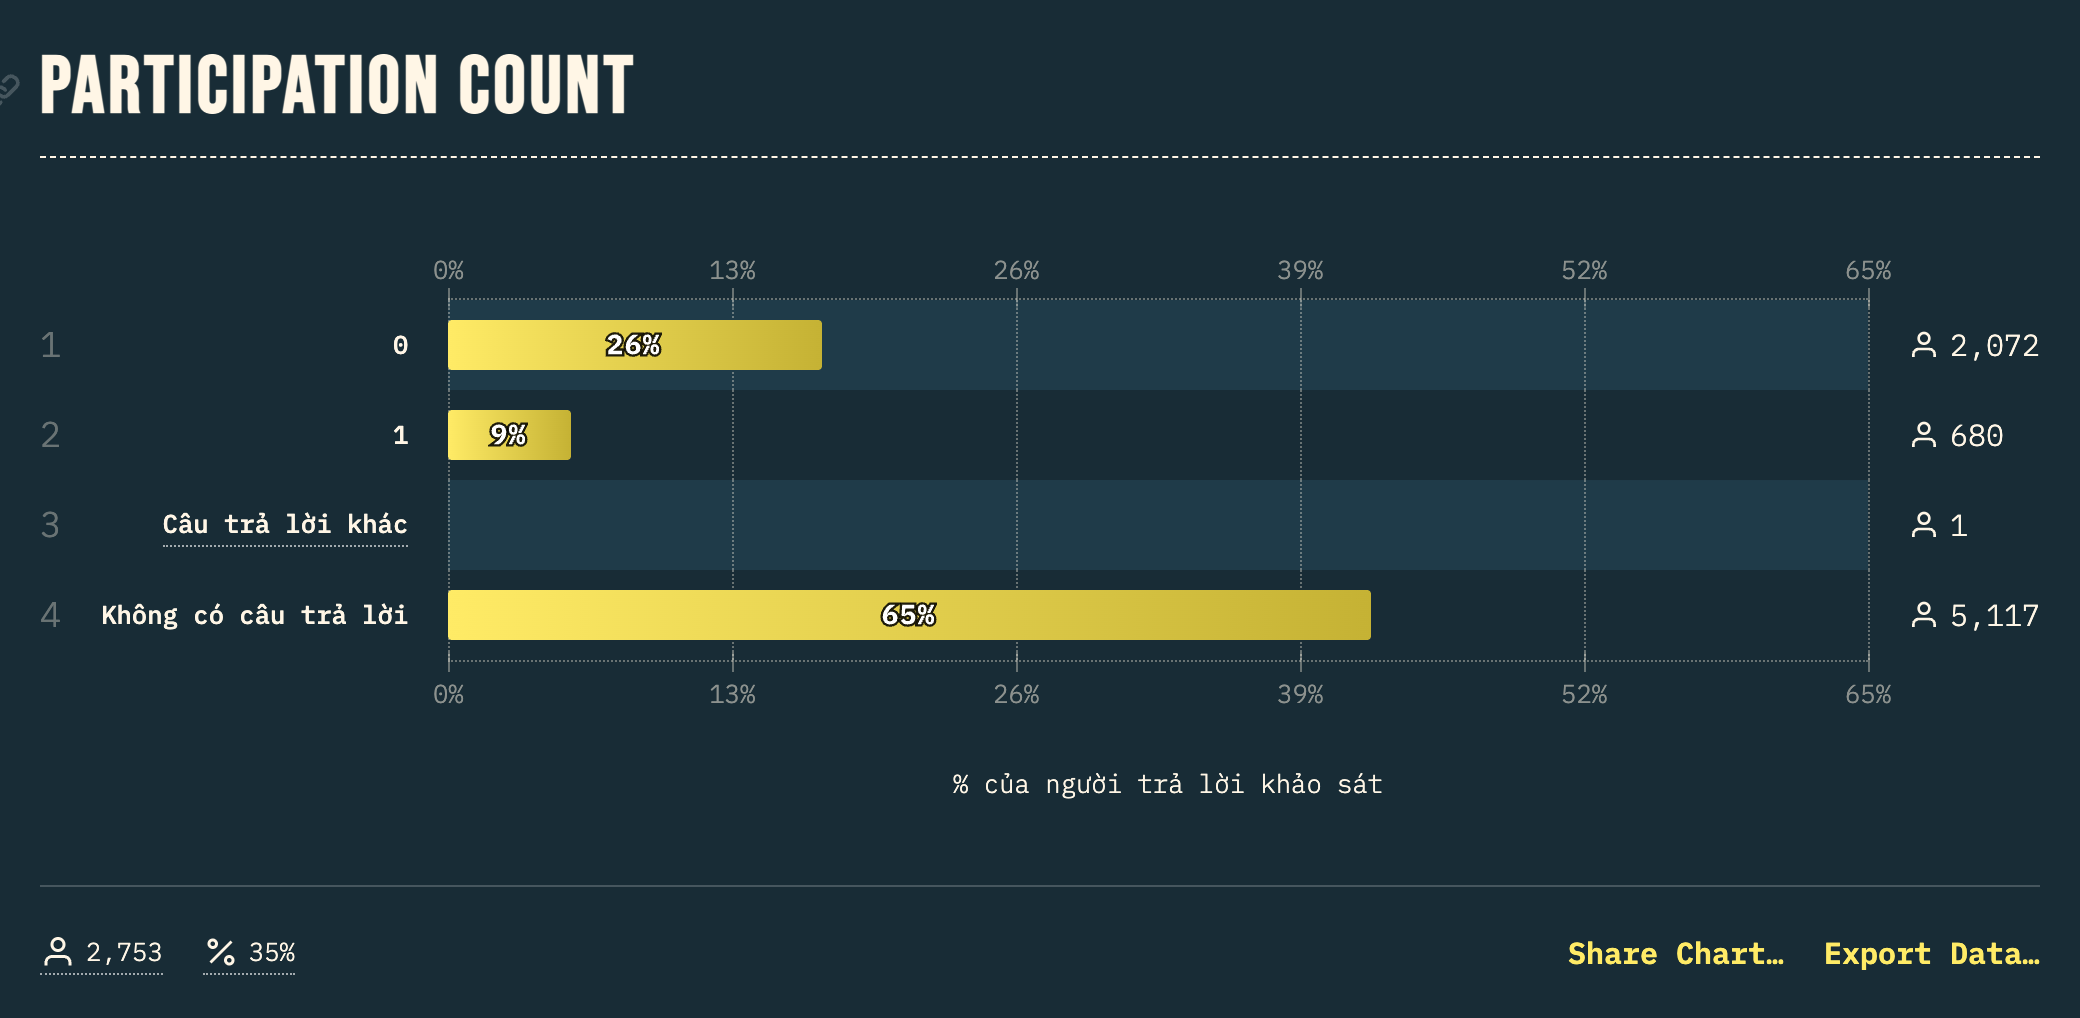 PARTICIPATION COUNT
0% 13% 26% 39% 52% 65%
1 0 26% 2,072
2 1 9% 680
3 Câu trả lời khác 1
4 Không có câu trả lời 65% 5,117
0% 13% 26% 39% 52% 65%
% của người trả lời khảo sát
2,753 35% Share Chart… Export Data…